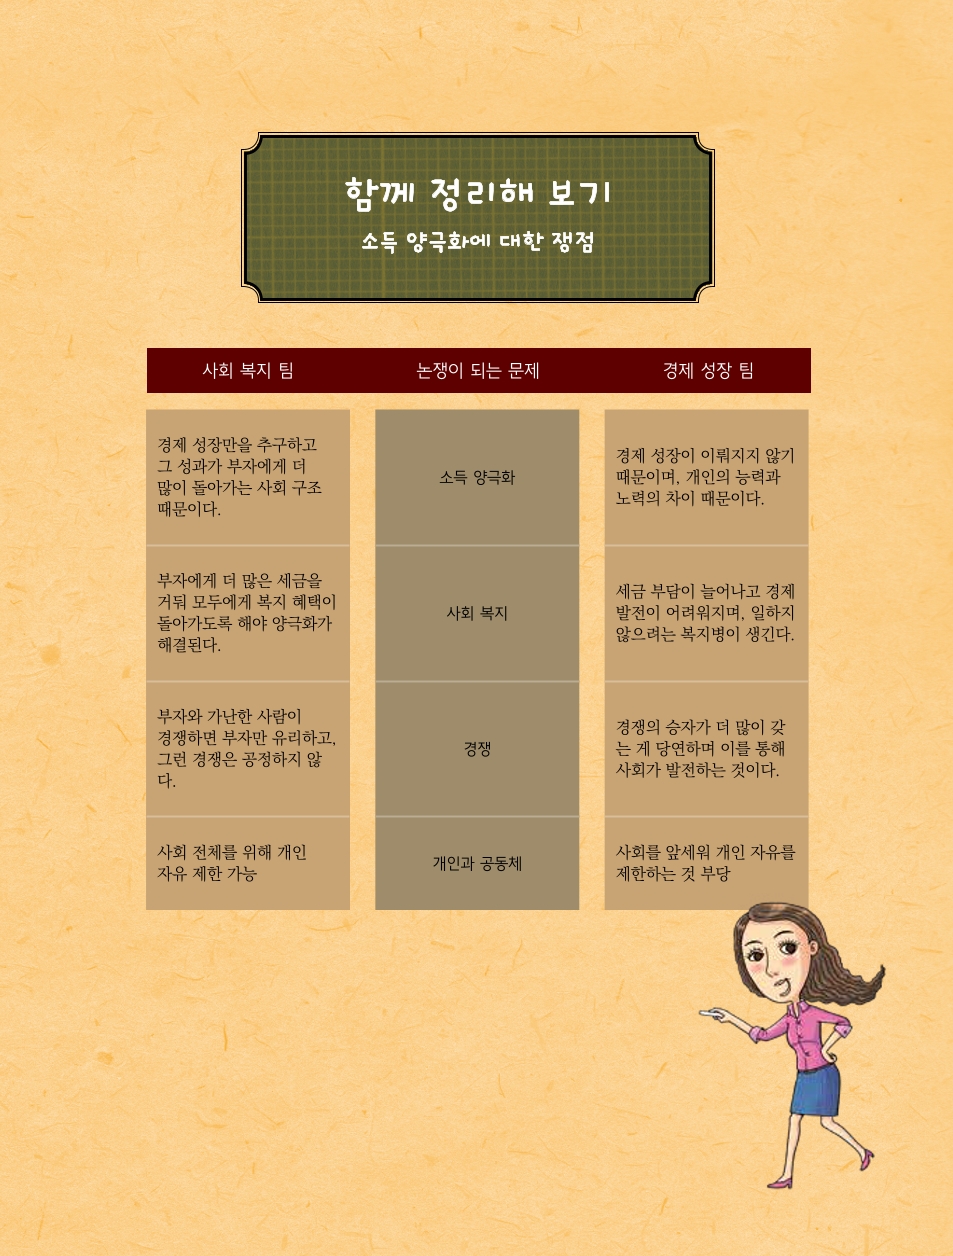 함께 정리해 보기
소득 양극화에 대한 쟁점
사회 복지 팀
논쟁이 되는 문제
경제 성장 팀
경제 성장만을 추구하고
그 성과가 부자에게 더
많이 돌아가는 사회 구조
때문이다.
소득 양극화
경제 성장이 이뤄지지 않기
때문이며, 개인의 능력과
노력의 차이 때문이다.
부자에게 더 많은 세금을
거둬 모두에게 복지 혜택이
돌아가도록 해야 양극화가
해결된다.
사회 복지
세금 부담이 늘어나고 경제
발전이 어려워지며, 일하지
않으려는 복지병이 생긴다.
부자와 가난한 사람이
경쟁하면 부자만 유리하고,
그런 경쟁은 공정하지 않
다.
경쟁
경쟁의 승자가 더 많이 갖
는 게 당연하며 이를 통해
사회가 발전하는 것이다.
사회 전체를 위해 개인
자유 제한 가능
개인과 공동체
사회를 앞세워 개인 자유를
제한하는 것 부당